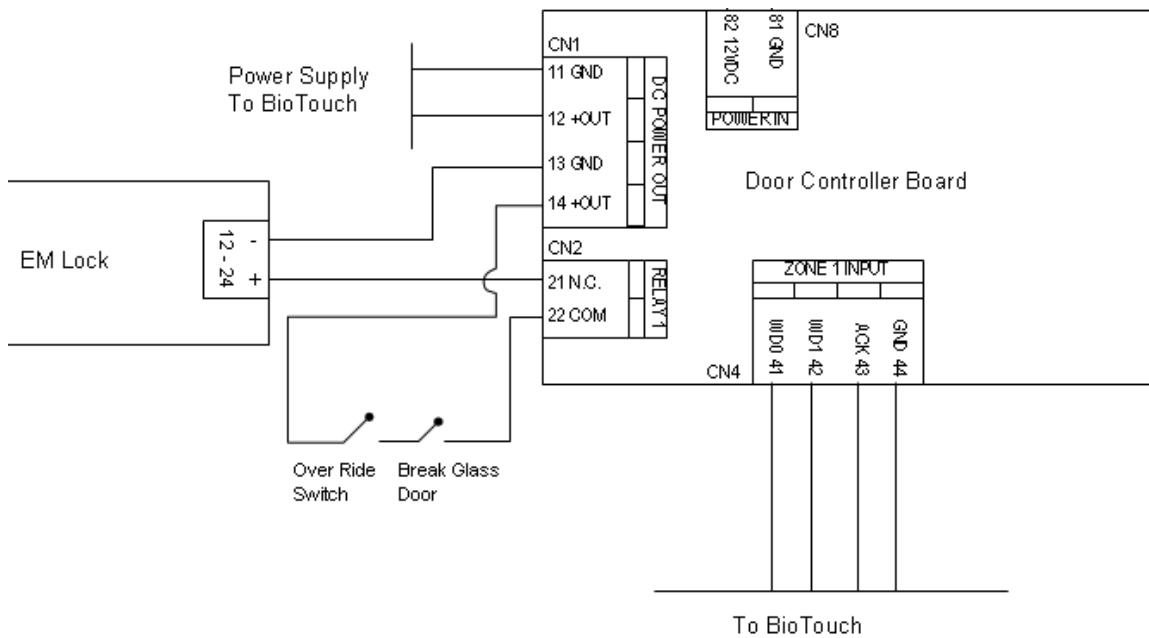 82 12VDC
81 GND
CN8
POWER IN
CN1
Power Supply
To BioTouch
11 GND
12 +OUT
13 GND
14 +OUT
DC POWER OUT
Door Controller Board
EM Lock
12 - 24
-
+
CN2
21 N.C.
22 COM
RELAY 1
ZONE 1 INPUT
WD0 41
WD1 42
ACK 43
GND 44
CN4
Over Ride
Switch
Break Glass
Door
To BioTouch